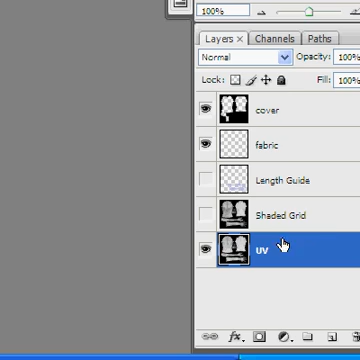 100%
Layers × Channels Paths
Normal Opacity: 100%
Lock: Fill: 100%
cover
fabric
Length Guide
Shaded Grid
UV
fx.